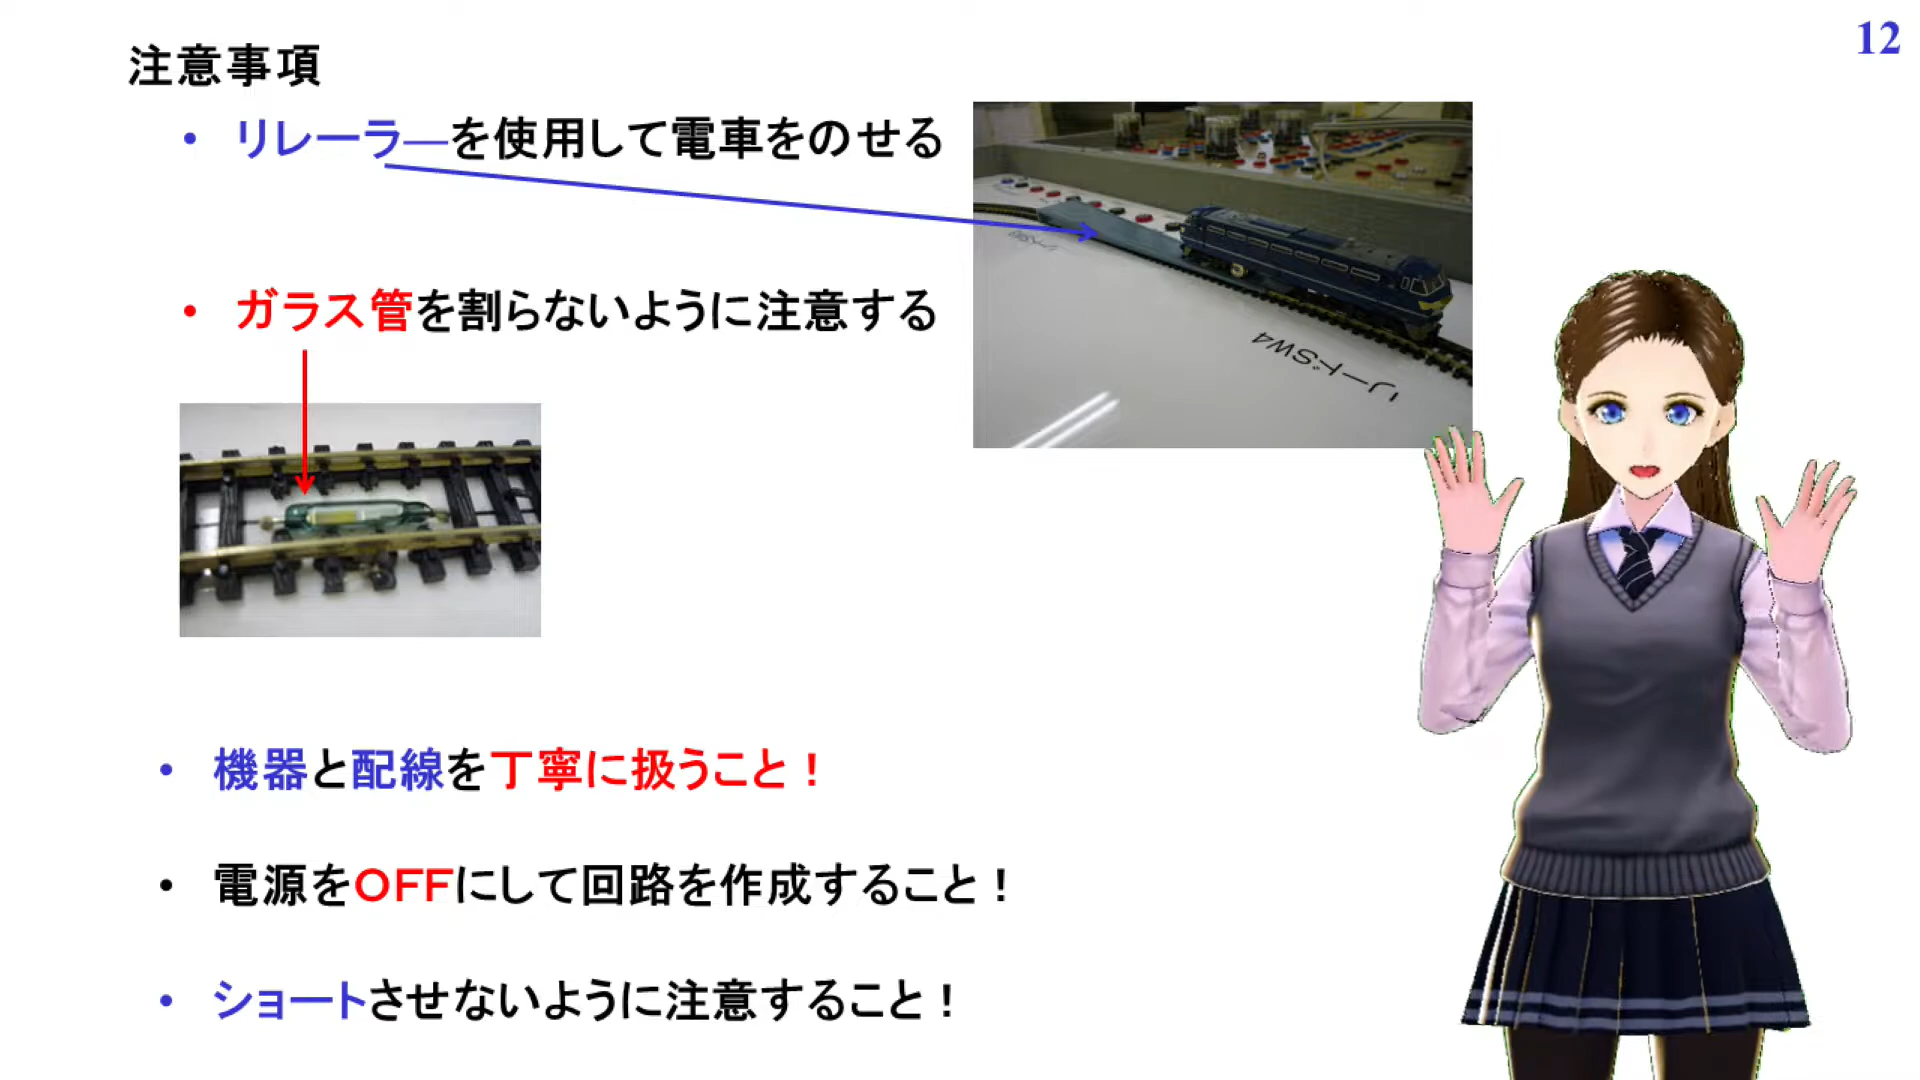 12
注意事項
• リレーラ―を使用して電車をのせる
• ガラス管を割らないように注意する
リードSW4
• 機器と配線を丁寧に扱うこと！
• 電源をOFFにして回路を作成すること！
• ショートさせないように注意すること！